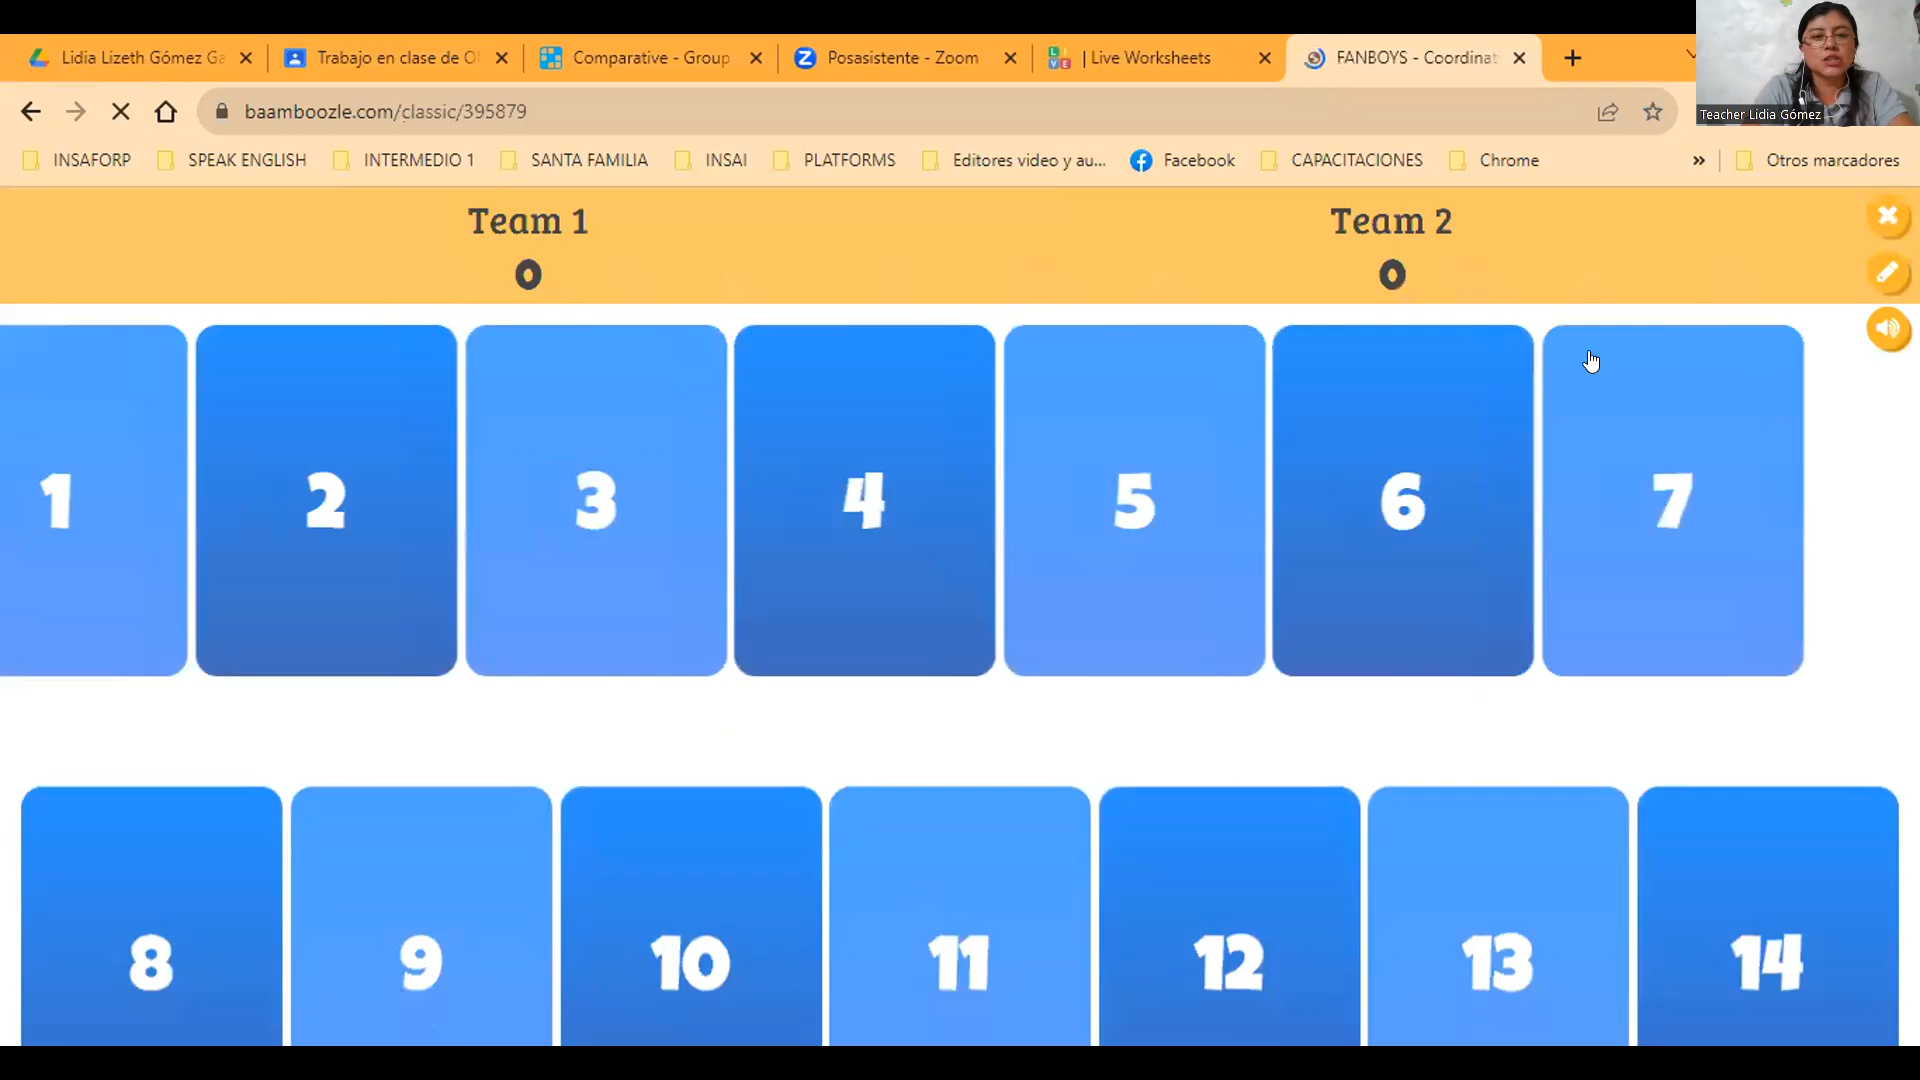 Lidia Lizeth Gómez Ga
Trabajo en clase de O
Comparative - Group
Posasistente - Zoom
LIVE | Live Worksheets
FANBOYS - Coordinat
baamboozle.com/classic/395879
Teacher Lidia Gómez
INSAFORP
SPEAK ENGLISH
INTERMEDIO 1
SANTA FAMILIA
INSAI
PLATFORMS
Editores video y au...
Facebook
CAPACITACIONES
Chrome
»
Otros marcadores
Team 1
0
Team 2
0
1
2
3
4
5
6
7
8
9
10
11
12
13
14